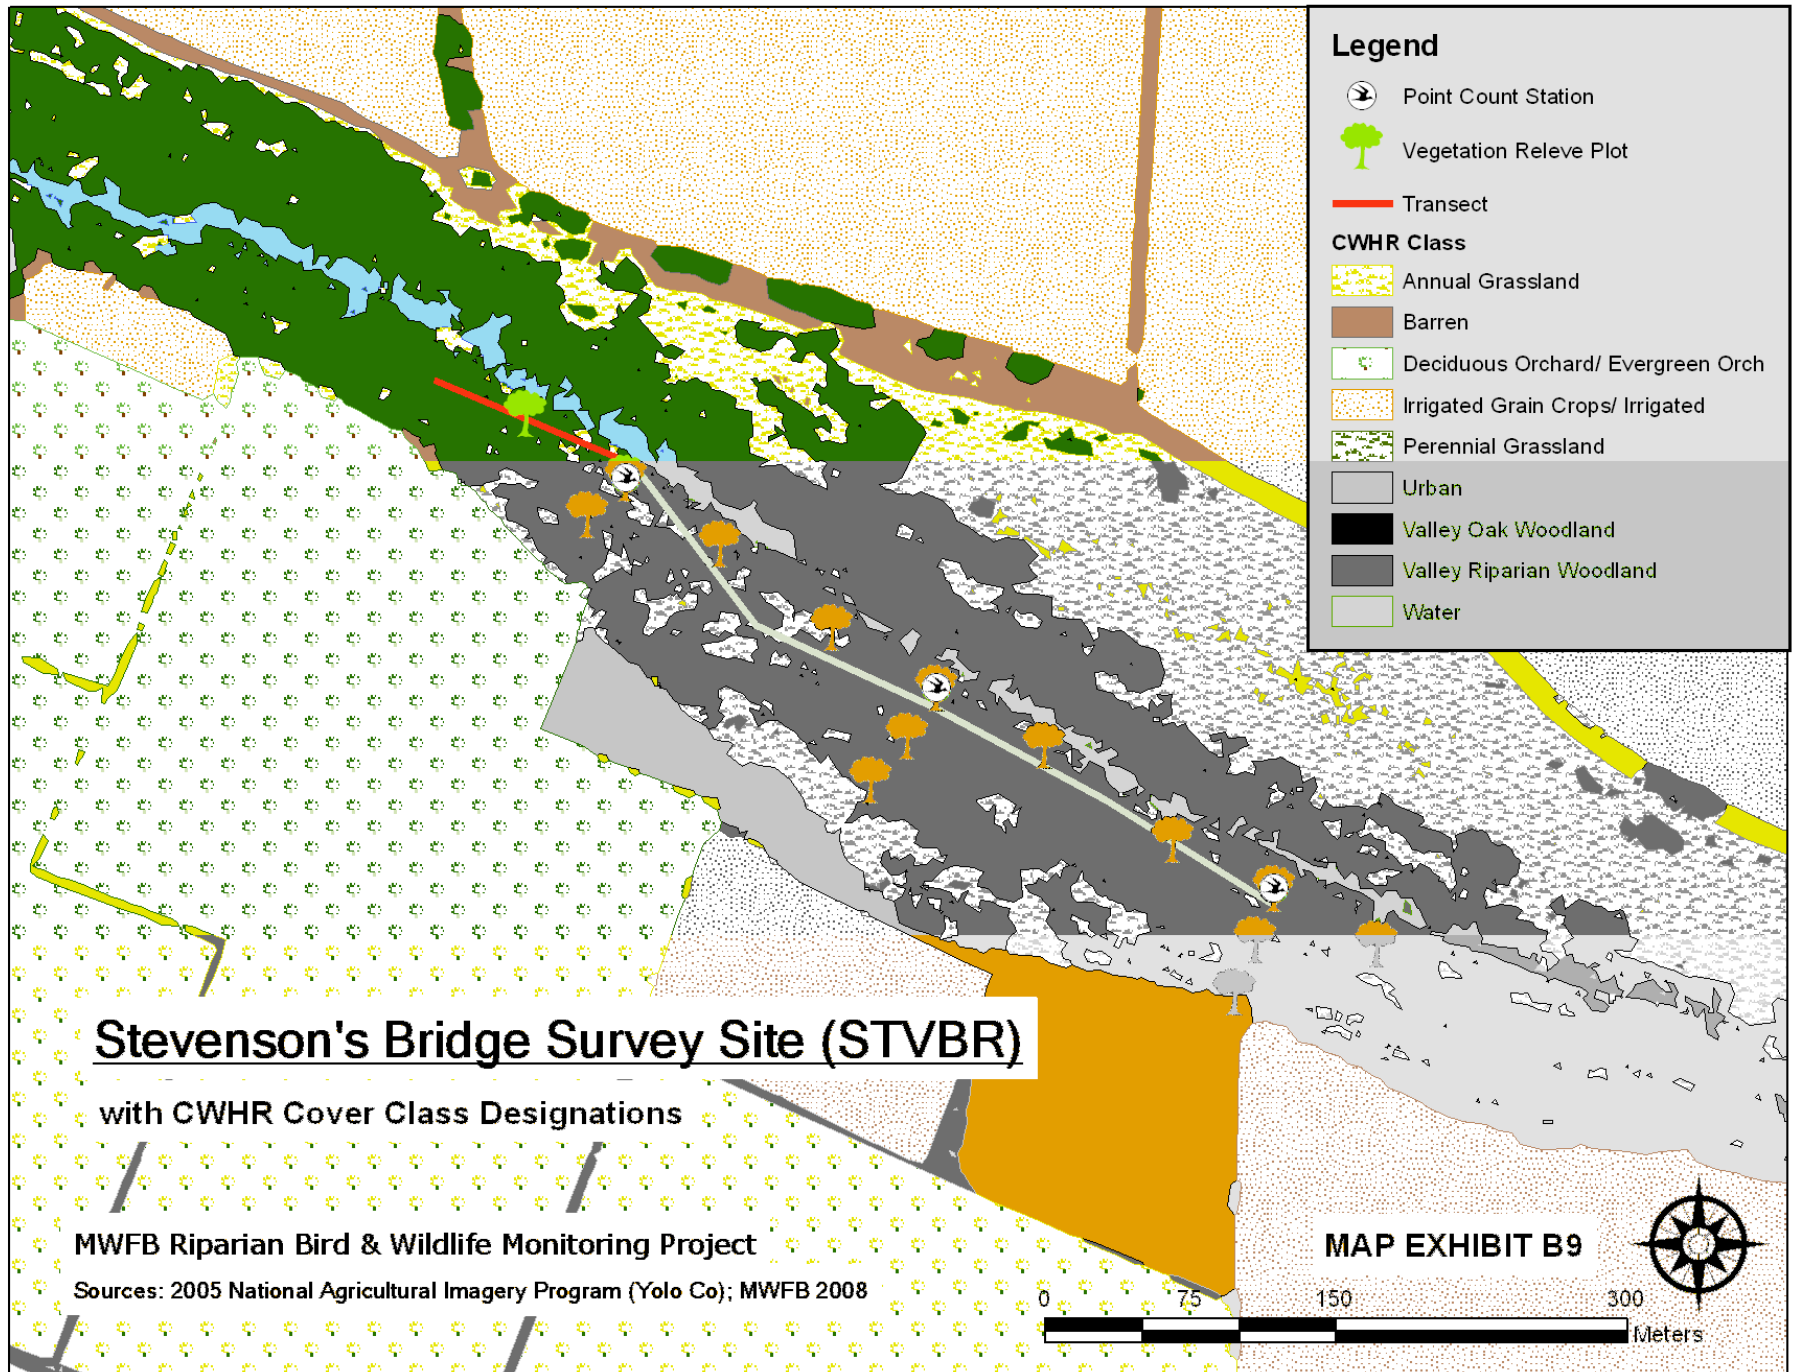 Legend
Point Count Station
Vegetation Releve Plot
Transect
CWHR Class
Annual Grassland
Barren
Deciduous Orchard/ Evergreen Orch
Irrigated Grain Crops/ Irrigated
Perennial Grassland
Urban
Valley Oak Woodland
Valley Riparian Woodland
Water
Stevenson's Bridge Survey Site (STVBR)
with CWHR Cover Class Designations
MWFB Riparian Bird & Wildlife Monitoring Project
Sources: 2005 National Agricultural Imagery Program (Yolo Co); MWFB 2008
MAP EXHIBIT B9
0 75 150 300
Meters